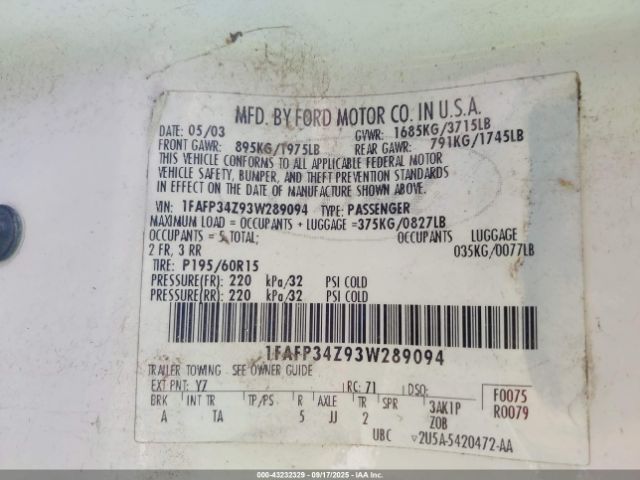 MFD. BY FORD MOTOR CO. IN U.S.A.
DATE: 05/03 GVWR: 1685KG/3715LB
FRONT GAWR: 895KG/1975LB REAR GAWR: 791KG/1745LB
THIS VEHICLE CONFORMS TO ALL APPLICABLE FEDERAL MOTOR
VEHICLE SAFETY, BUMPER, AND THEFT PREVENTION STANDARDS
IN EFFECT ON THE DATE OF MANUFACTURE SHOWN ABOVE.
VIN: 1FAFP34Z93W289094 TYPE: PASSENGER
MAXIMUM LOAD = OCCUPANTS + LUGGAGE =375KG/0827LB
OCCUPANTS = 5 TOTAL; OCCUPANTS LUGGAGE
2 FR, 3 RR 035KG/0077LB
TIRE: P195/60R15
PRESSURE(FR): 220 kPa/32 PSI COLD
PRESSURE(RR): 220 kPa/32 PSI COLD
1FAFP34Z93W289094
TRAILER TOWING - SEE OWNER GUIDE
EXT PNT: Y7 RC: 71 DSO: F0075
BRK INT TR TP/PS R AXLE TR SPR 3AK1P R0079
A TA 5 JJ 2 Z0B
UBC ▽2U5A-5420472-AA
000-43232329 - 09/17/2025 - IAAI.COM